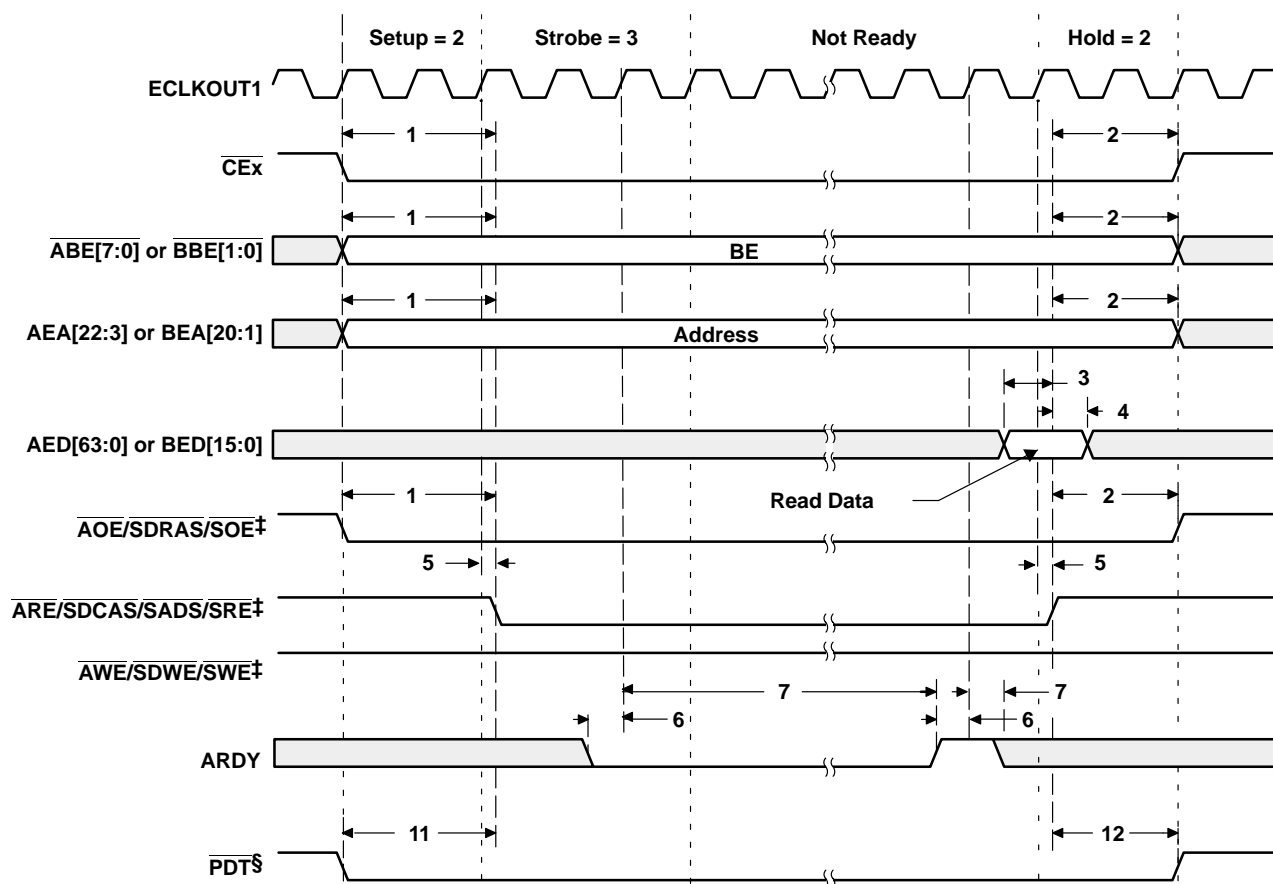 Setup = 2 Strobe = 3 Not Ready Hold = 2
ECLKOUT1
1 2
CEx
1 2
ABE[7:0] or BBE[1:0] BE
1 2
AEA[22:3] or BEA[20:1] Address
3
4
AED[63:0] or BED[15:0]
1 Read Data 2
AOE/SDRAS/SOE‡
5 5
ARE/SDCAS/SADS/SRE‡
AWE/SDWE/SWE‡
7 7
6 6
ARDY
11 12
PDT§